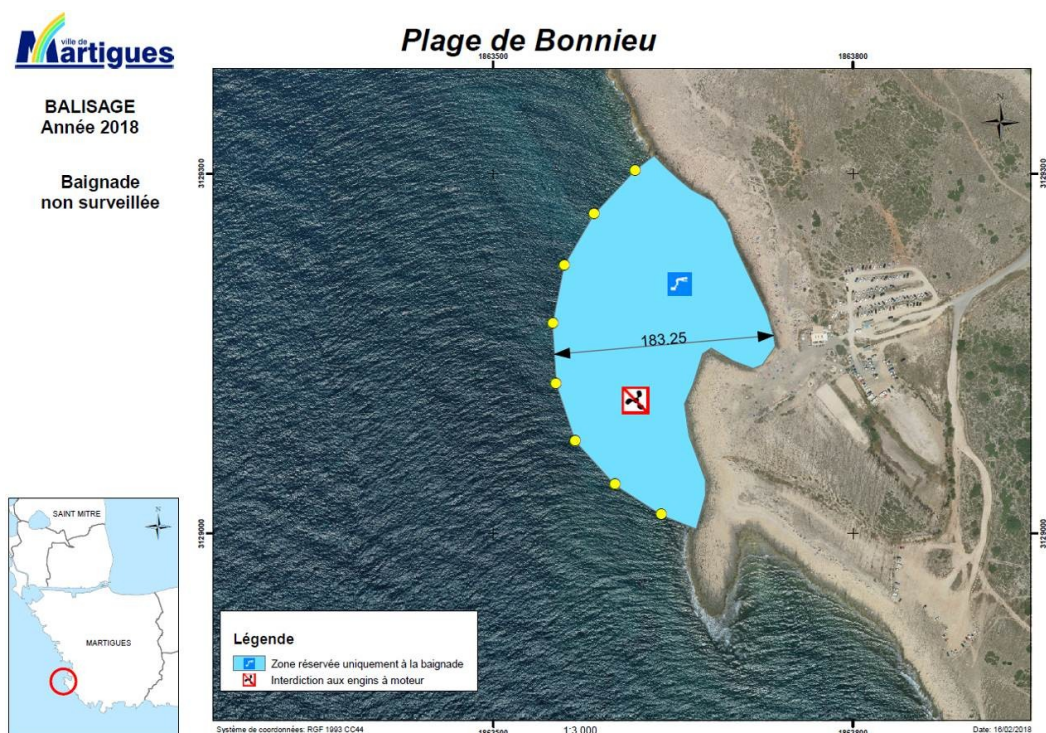 ville de
Martigues
BALISAGE
Année 2018
Baignade
non surveillée
Plage de Bonnieu
1863500
1863800
N
3129300
3129300
183.25
3129000
3129000
Légende
Zone réservée uniquement à la baignade
Interdiction aux engins à moteur
N
SAINT MITRE
MARTIGUES
Système de coordonnées: RGF 1993 CC44
1863500
1:3 000
1863800
Date: 16/02/2018